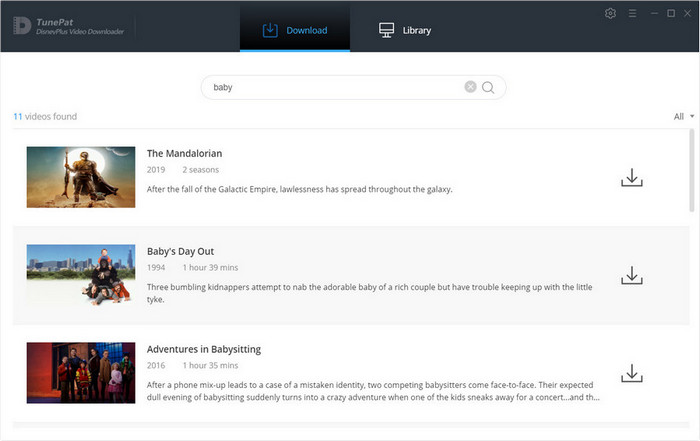 TunePat
DisneyPlus Video Downloader
Download
Library
baby
11 videos found
All
The Mandalorian
2019 2 seasons
After the fall of the Galactic Empire, lawlessness has spread throughout the galaxy.
Baby's Day Out
1994 1 hour 39 mins
Three bumbling kidnappers attempt to nab the adorable baby of a rich couple but have trouble keeping up with the little
tyke.
Adventures in Babysitting
2016 1 hour 35 mins
After a phone mix-up leads to a case of a mistaken identity, two competing babysitters come face-to-face. Their expected
dull evening of babysitting suddenly turns into a crazy adventure when one of the kids sneaks away for a concert...and th...